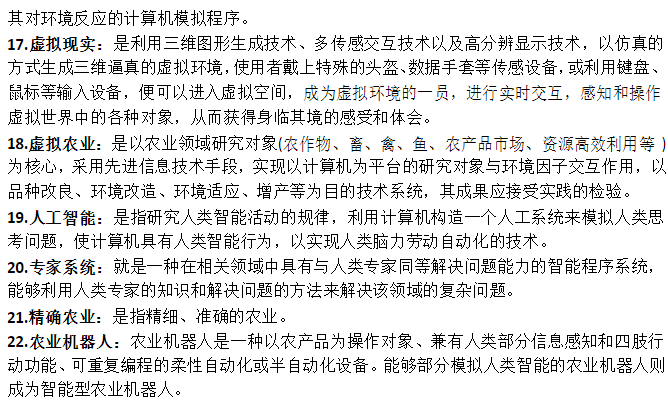 其对环境反应的计算机模拟程序。
17.虚拟现实：是利用三维图形生成技术、多传感交互技术以及高分辨显示技术，以仿真的
方式生成三维逼真的虚拟环境，使用者戴上特殊的头盔、数据手套等传感设备，或利用键盘、
鼠标等输入设备，便可以进入虚拟空间，成为虚拟环境的一员，进行实时交互，感知和操作
虚拟世界中的各种对象，从而获得身临其境的感受和体会。
18.虚拟农业：是以农业领域研究对象(农作物、畜、禽、鱼、农产品市场、资源高效利用等 )
为核心，采用先进信息技术手段，实现以计算机为平台的研究对象与环境因子交互作用，以
品种改良、环境改造、环境适应、增产等为目的技术系统，其成果应接受实践的检验。
19.人工智能：是指研究人类智能活动的规律，利用计算机构造一个人工系统来模拟人类思
考问题，使计算机具有人类智能行为，以实现人类脑力劳动自动化的技术。
20.专家系统：就是一种在相关领域中具有与人类专家同等解决问题能力的智能程序系统，
能够利用人类专家的知识和解决问题的方法来解决该领域的复杂问题。
21.精确农业：是指精细、准确的农业。
22.农业机器人：农业机器人是一种以农产品为操作对象、兼有人类部分信息感知和四肢行
动功能、可重复编程的柔性自动化或半自动化设备。能够部分模拟人类智能的农业机器人则
成为智能型农业机器人。